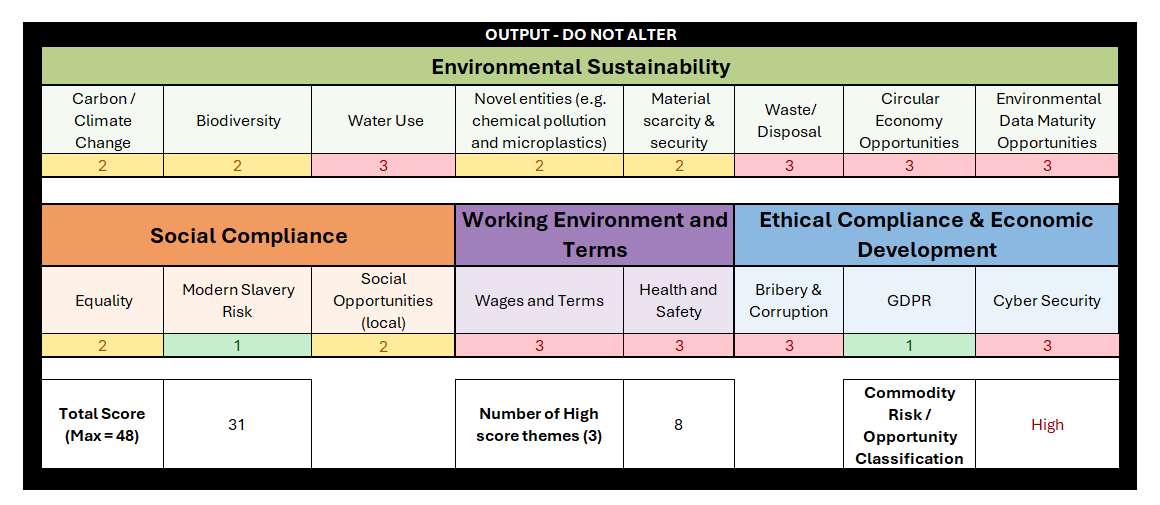 OUTPUT - DO NOT ALTER
Environmental Sustainability
Carbon /
Climate
Change
Biodiversity
Water Use
Novel entities (e.g.
chemical pollution
and microplastics)
Material
scarcity &
security
Waste/
Disposal
Circular
Economy
Opportunities
Environmental
Data Maturity
Opportunities
2 2 3 2 2 3 3 3
Social Compliance
Working Environment and
Terms
Ethical Compliance & Economic
Development
Equality
Modern Slavery
Risk
Social
Opportunities
(local)
Wages and Terms
Health and
Safety
Bribery &
Corruption
GDPR
Cyber Security
2 1 2 3 3 3 1 3
Total Score
(Max = 48)
31
Number of High
score themes (3)
8
Commodity
Risk /
Opportunity
Classification
High